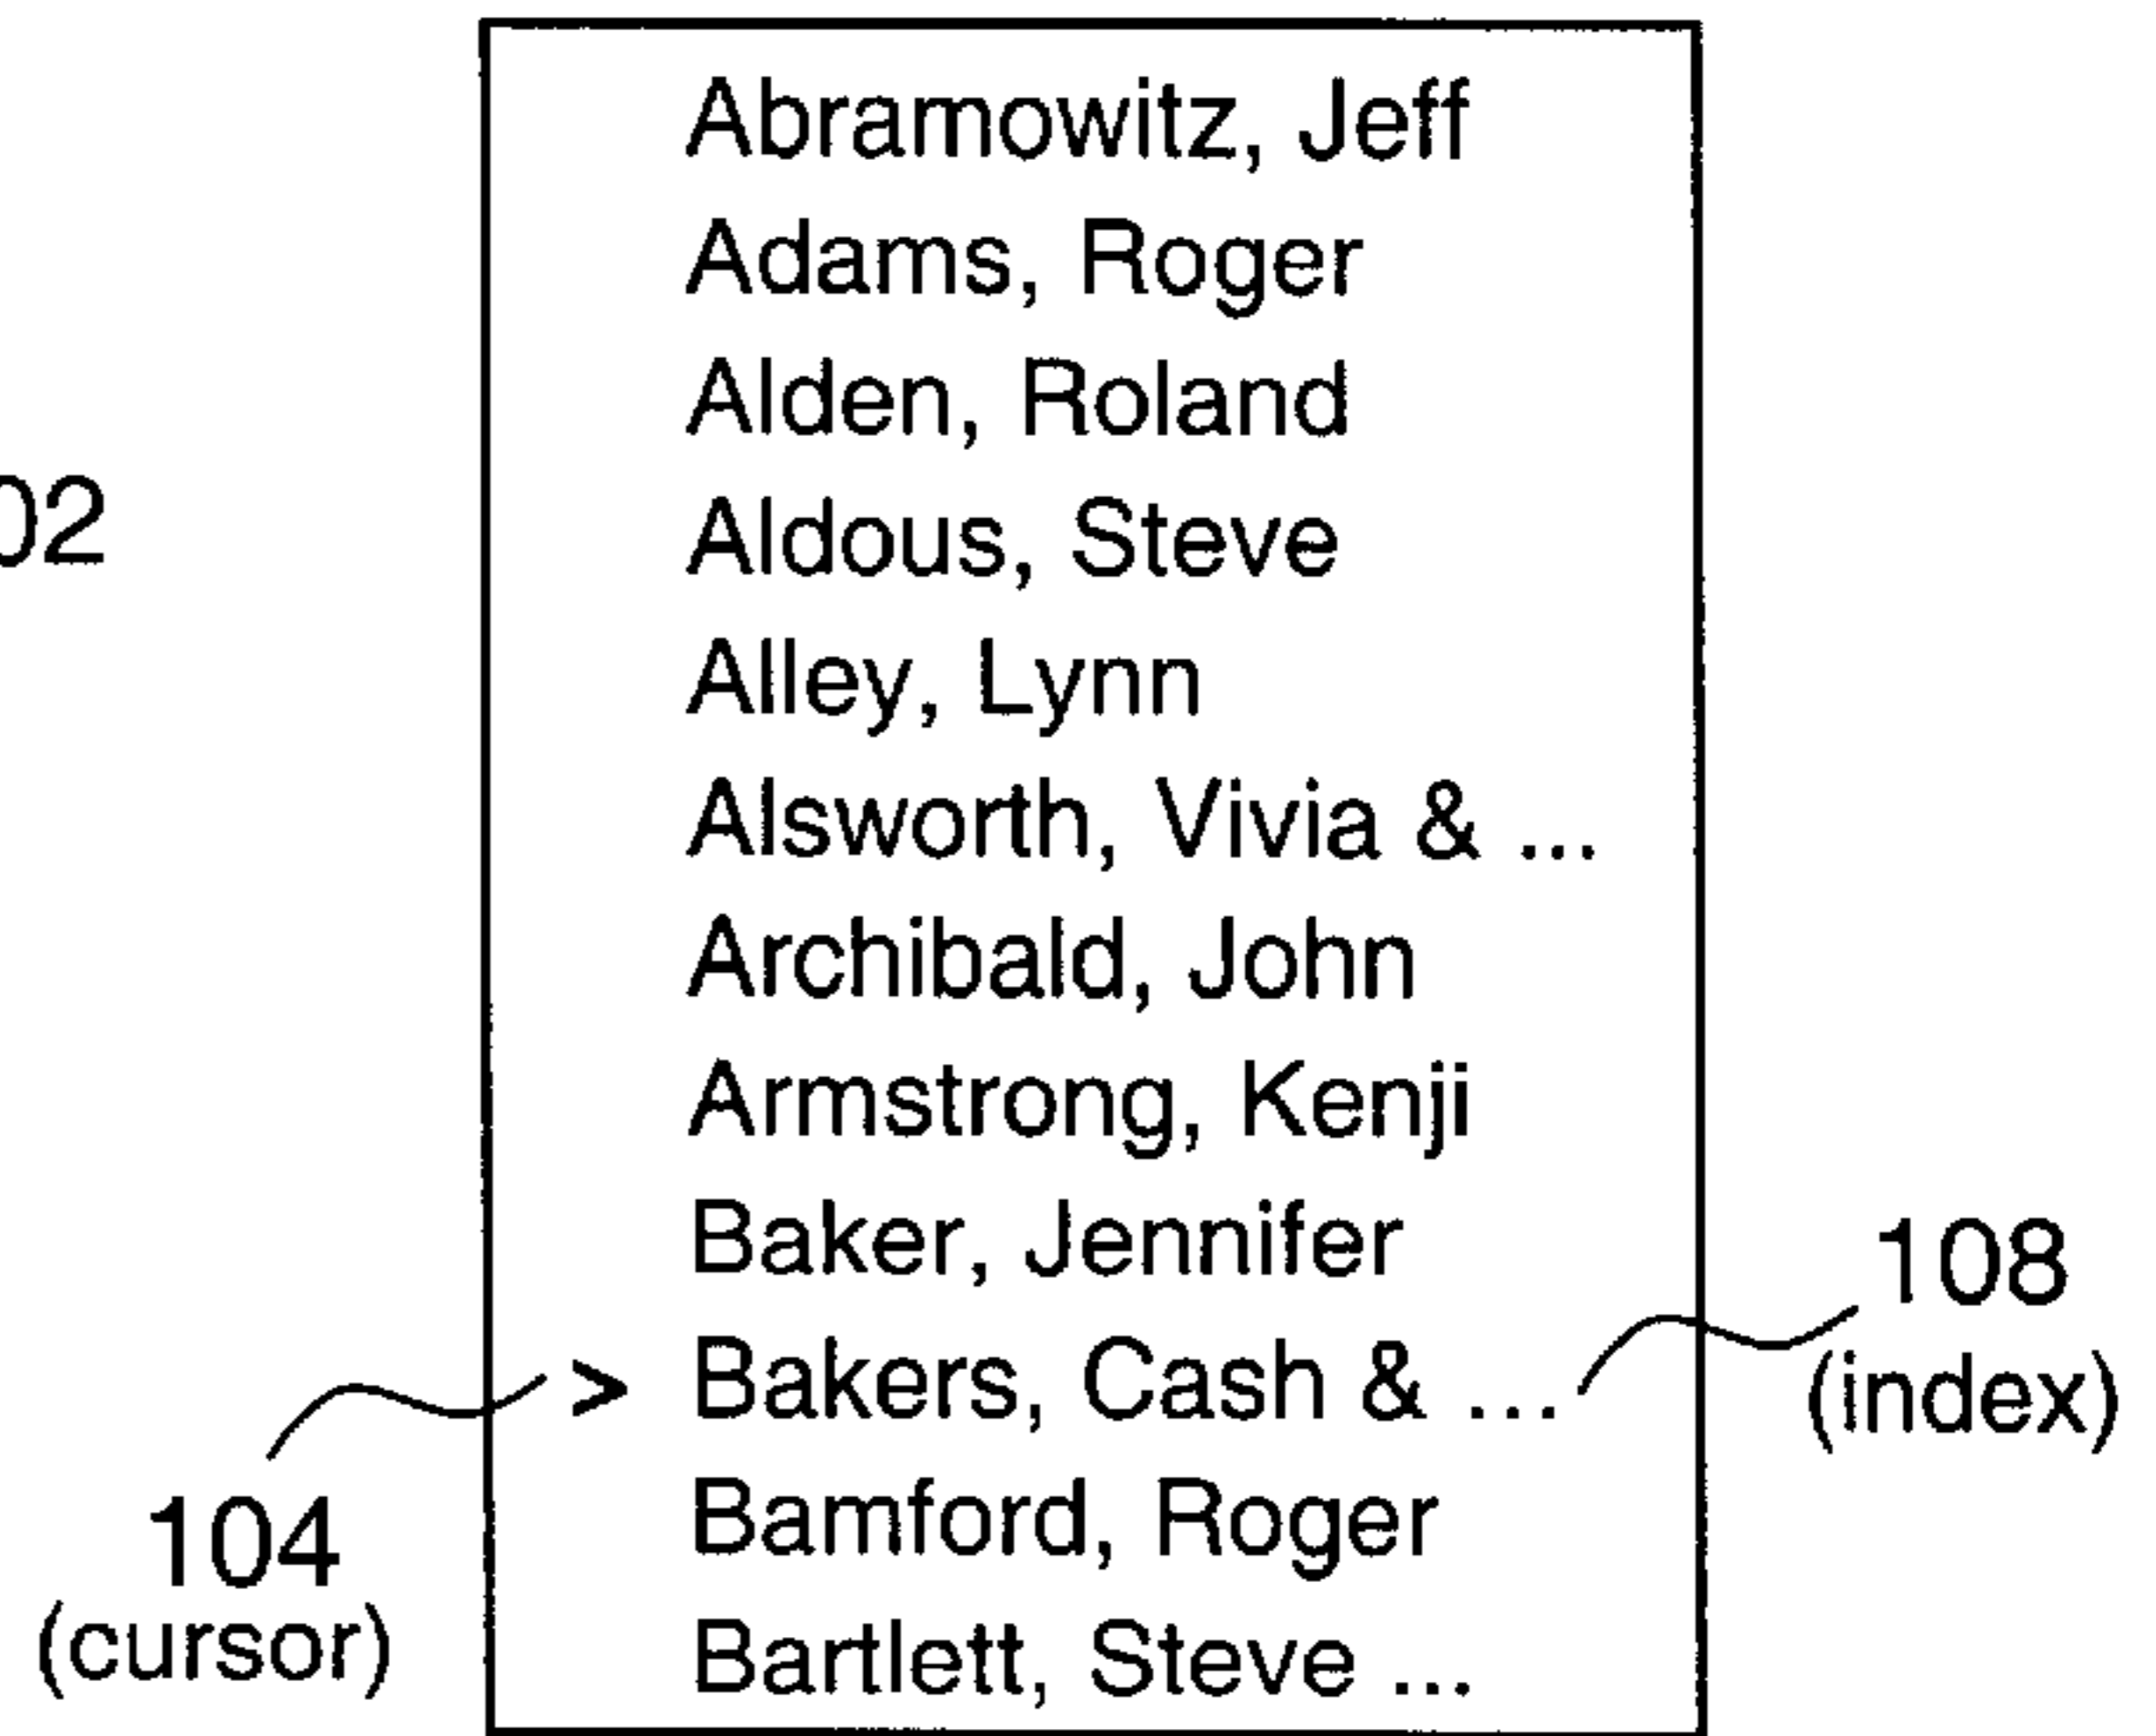 Abramowitz, Jeff
Adams, Roger
Alden, Roland
02
Aldous, Steve
Alley, Lynn
Alsworth, Vivia & ...
Archibald, John
Armstrong, Kenji
Baker, Jennifer
108
(index)
> Bakers, Cash & ...
104
(cursor)
Bamford, Roger
Bartlett, Steve ...